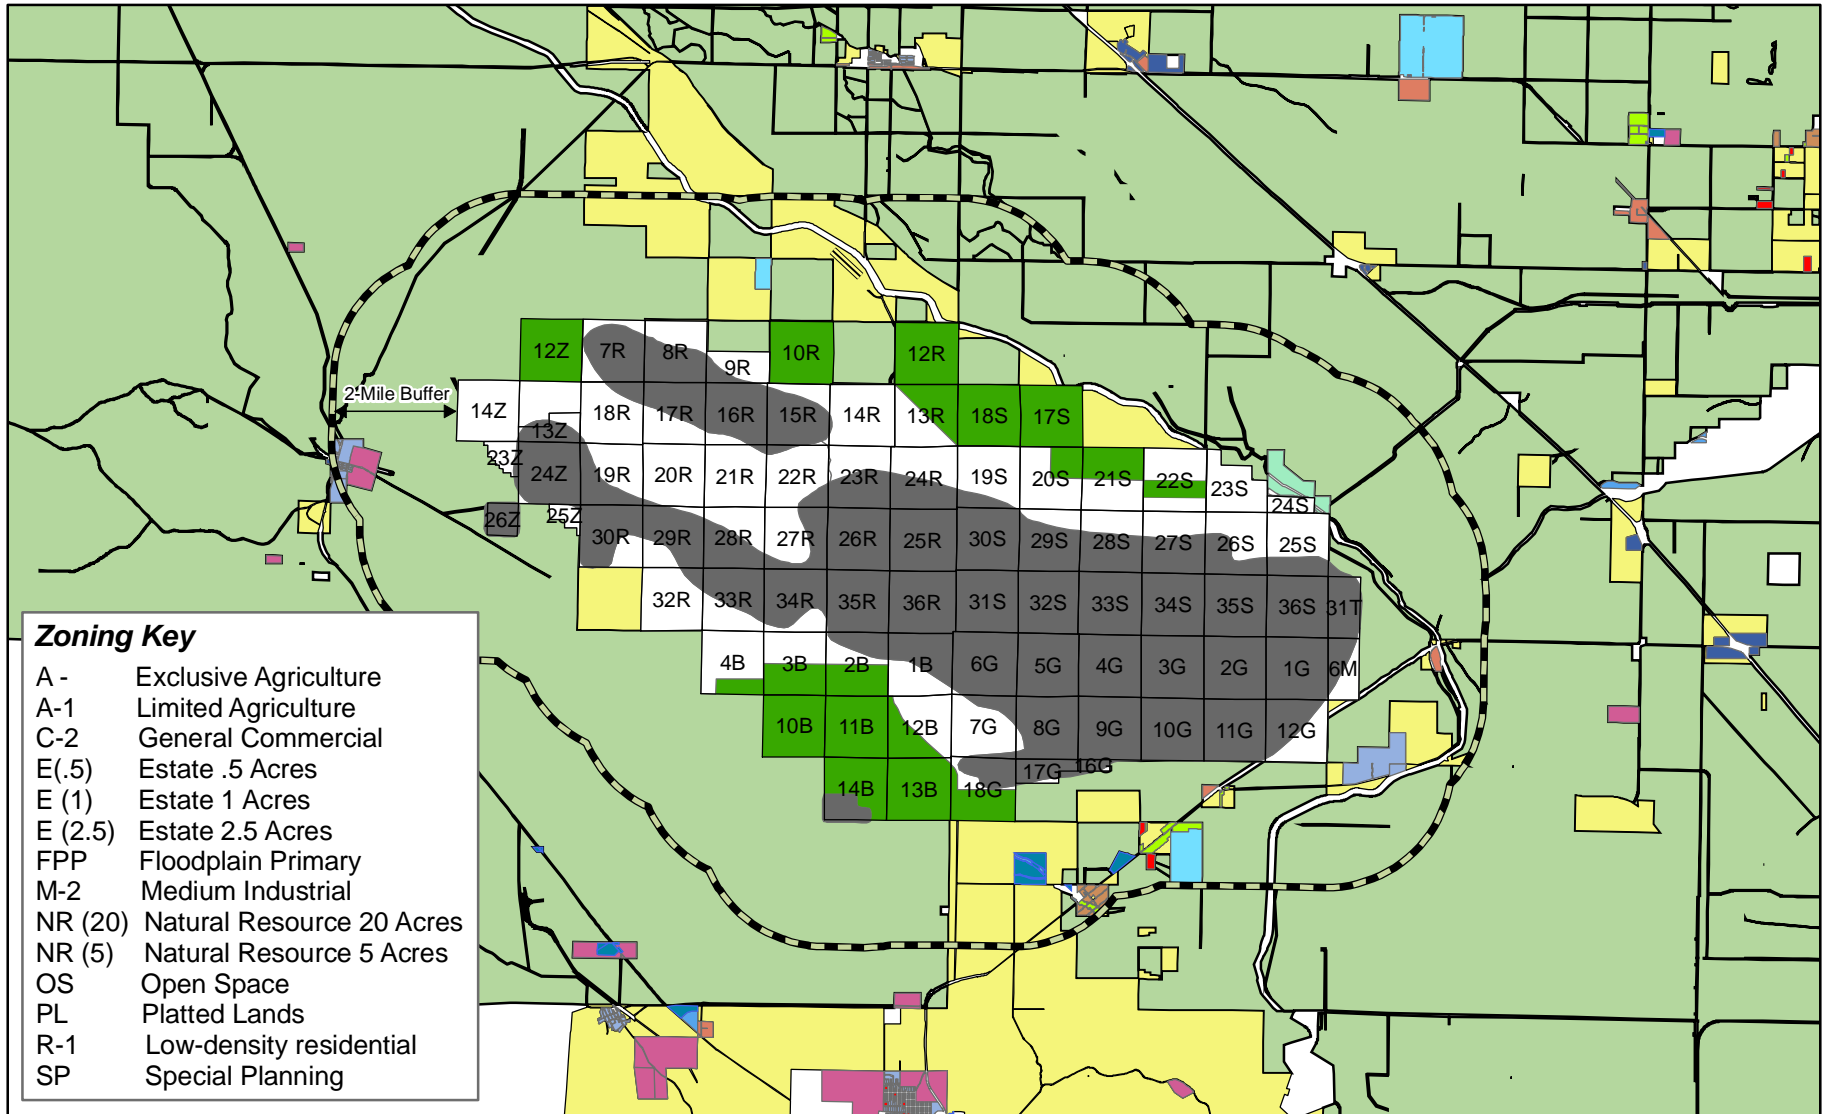 12Z 7R 8R 9R 10R 12R
2-Mile Buffer
14Z 13Z 18R 17R 16R 15R 14R 13R 18S 17S
23Z 24Z 19R 20R 21R 22R 23R 24R 19S 20S 21S 22S 23S 24S
26Z 25Z 30R 29R 28R 27R 26R 25R 30S 29S 28S 27S 26S 25S
32R 33R 34R 35R 36R 31S 32S 33S 34S 35S 36S 31T
4B 3B 2B 1B 6G 5G 4G 3G 2G 1G 6M
10B 11B 12B 7G 8G 9G 10G 11G 12G
14B 13B 18G 17G 16G
Zoning Key
A - Exclusive Agriculture
A-1 Limited Agriculture
C-2 General Commercial
E(.5) Estate .5 Acres
E (1) Estate 1 Acres
E (2.5) Estate 2.5 Acres
FPP Floodplain Primary
M-2 Medium Industrial
NR (20) Natural Resource 20 Acres
NR (5) Natural Resource 5 Acres
OS Open Space
PL Platted Lands
R-1 Low-density residential
SP Special Planning